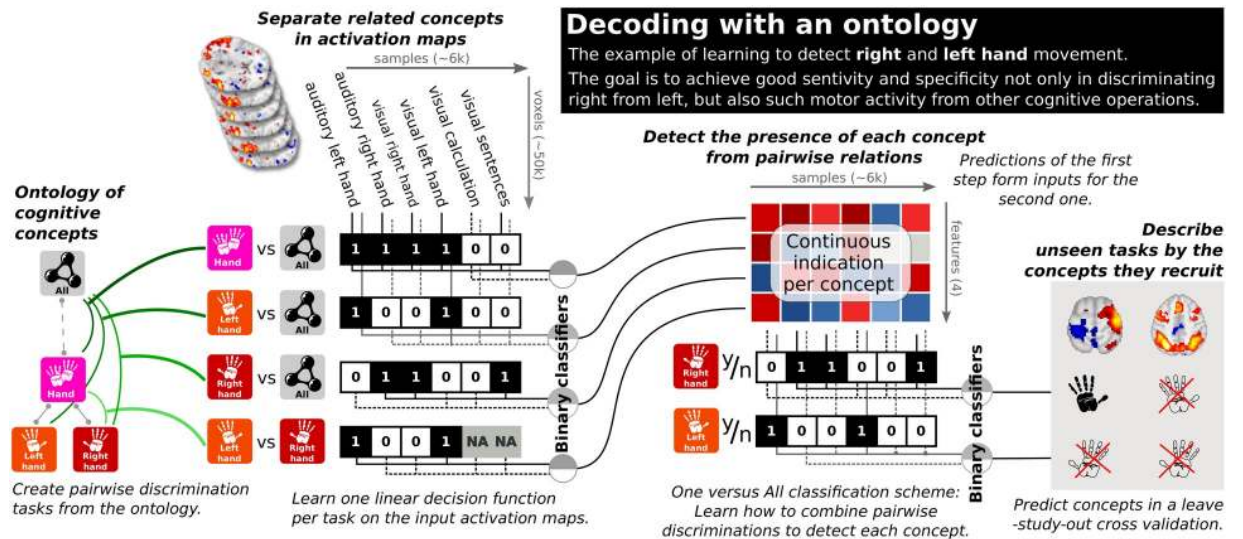 Separate related concepts
in activation maps
samples (~6k)
voxels (~50k)
auditory left hand
auditory right hand
visual right hand
visual left hand
visual calculation
visual sentences
Decoding with an ontology
The example of learning to detect right and left hand movement.
The goal is to achieve good sentivity and specificity not only in discriminating
right from left, but also such motor activity from other cognitive operations.
Ontology of
cognitive
concepts
All
Hand
Left
hand
Right
hand
Create pairwise discrimination
tasks from the ontology.
Hand vs All 1 1 1 1 0 0
Left
hand vs All 1 0 0 1 0 0
Right
hand vs All 0 1 1 0 0 1
Left
hand vs Right
hand 1 0 0 1 NA NA
Binary classifiers
Learn one linear decision function
per task on the input activation maps.
Detect the presence of each concept
from pairwise relations
samples (~6k)
features (4)
Continuous
indication
per concept
Predictions of the first
step form inputs for the
second one.
Right
hand y/n 0 1 1 0 0 1
Left
hand y/n 1 0 0 1 0 0
Binary classifiers
One versus All classification scheme:
Learn how to combine pairwise
discriminations to detect each concept.
Describe
unseen tasks by the
concepts they recruit
Predict concepts in a leave
-study-out cross validation.